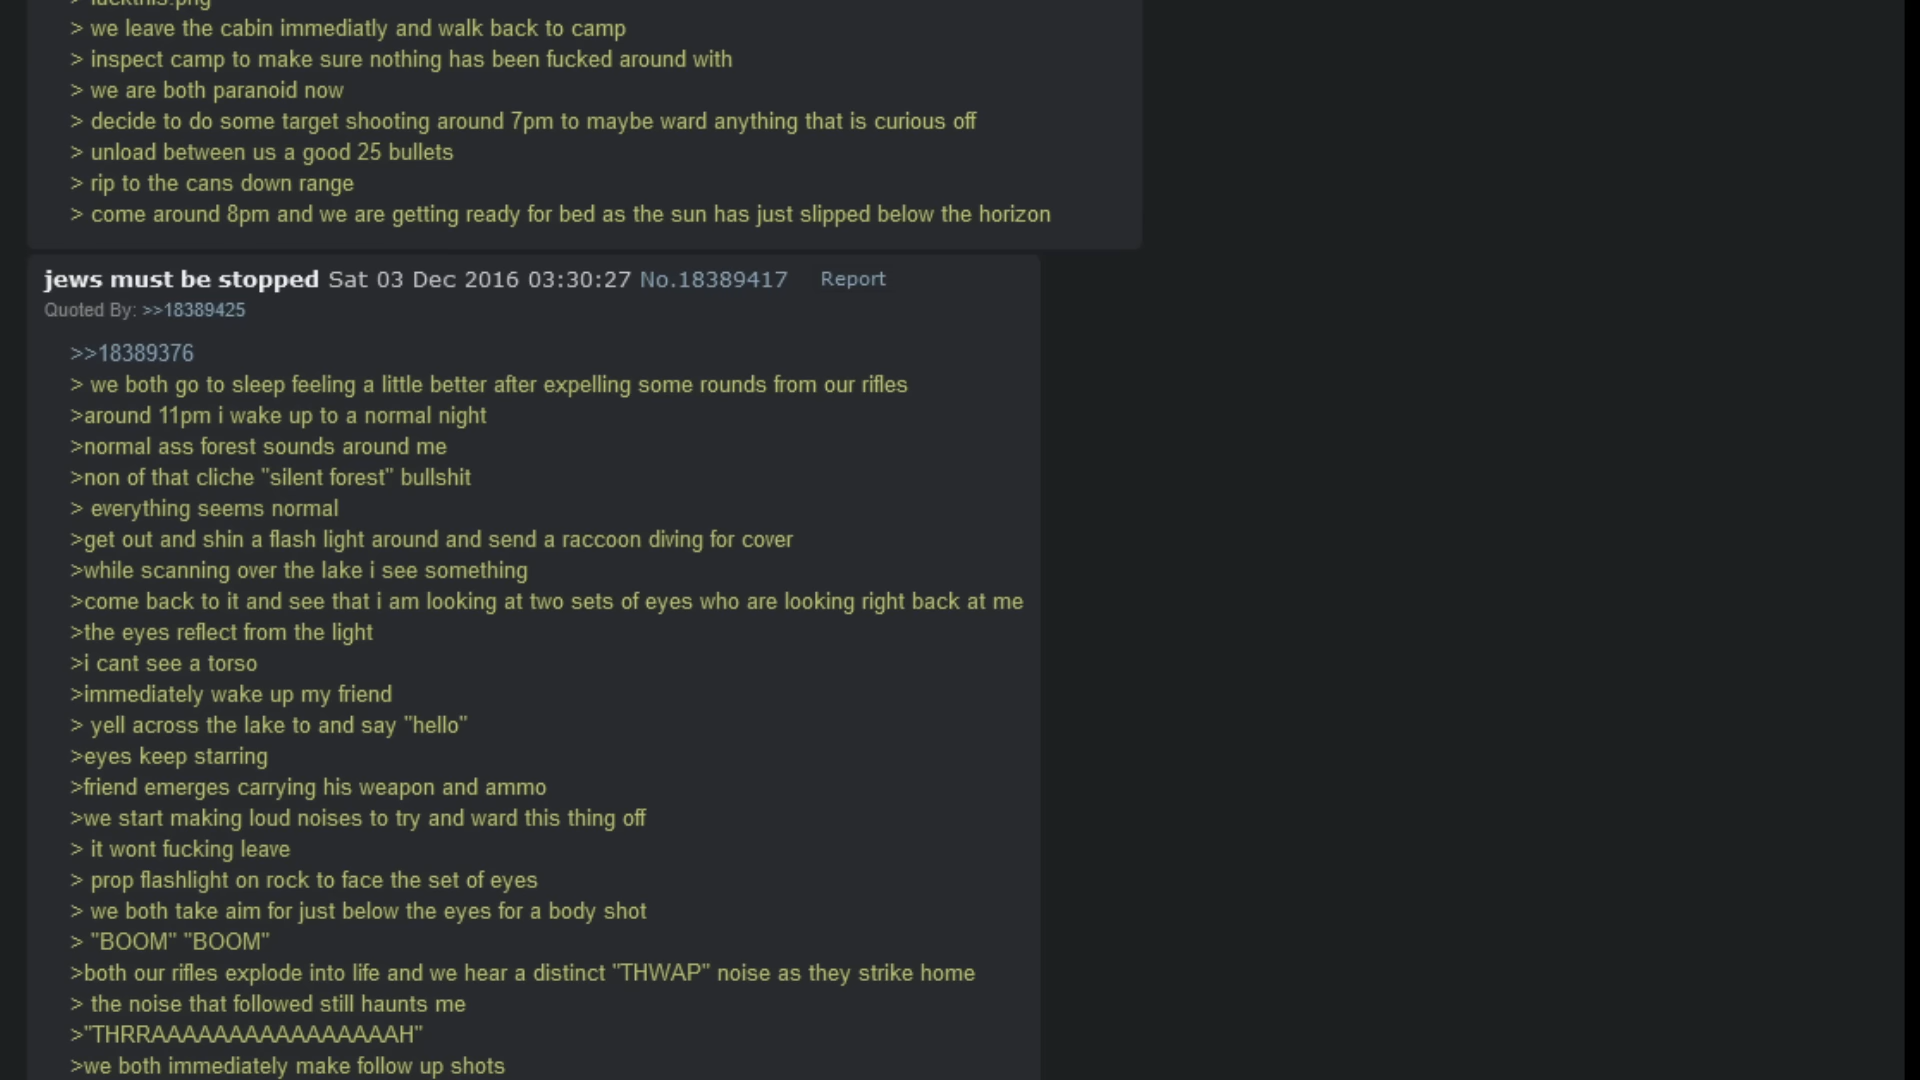 > fuckthis.png
> we leave the cabin immediatly and walk back to camp
> inspect camp to make sure nothing has been fucked around with
> we are both paranoid now
> decide to do some target shooting around 7pm to maybe ward anything that is curious off
> unload between us a good 25 bullets
> rip to the cans down range
> come around 8pm and we are getting ready for bed as the sun has just slipped below the horizon
jews must be stopped Sat 03 Dec 2016 03:30:27 No.18389417 Report
Quoted By: >>18389425
>>18389376
> we both go to sleep feeling a little better after expelling some rounds from our rifles
>around 11pm i wake up to a normal night
>normal ass forest sounds around me
>non of that cliche "silent forest" bullshit
> everything seems normal
>get out and shin a flash light around and send a raccoon diving for cover
>while scanning over the lake i see something
>come back to it and see that i am looking at two sets of eyes who are looking right back at me
>the eyes reflect from the light
>i cant see a torso
>immediately wake up my friend
> yell across the lake to and say "hello"
>eyes keep starring
>friend emerges carrying his weapon and ammo
>we start making loud noises to try and ward this thing off
> it wont fucking leave
> prop flashlight on rock to face the set of eyes
> we both take aim for just below the eyes for a body shot
> "BOOM" "BOOM"
>both our rifles explode into life and we hear a distinct "THWAP" noise as they strike home
> the noise that followed still haunts me
>"THRRAAAAAAAAAAAAAAAAH"
>we both immediately make follow up shots